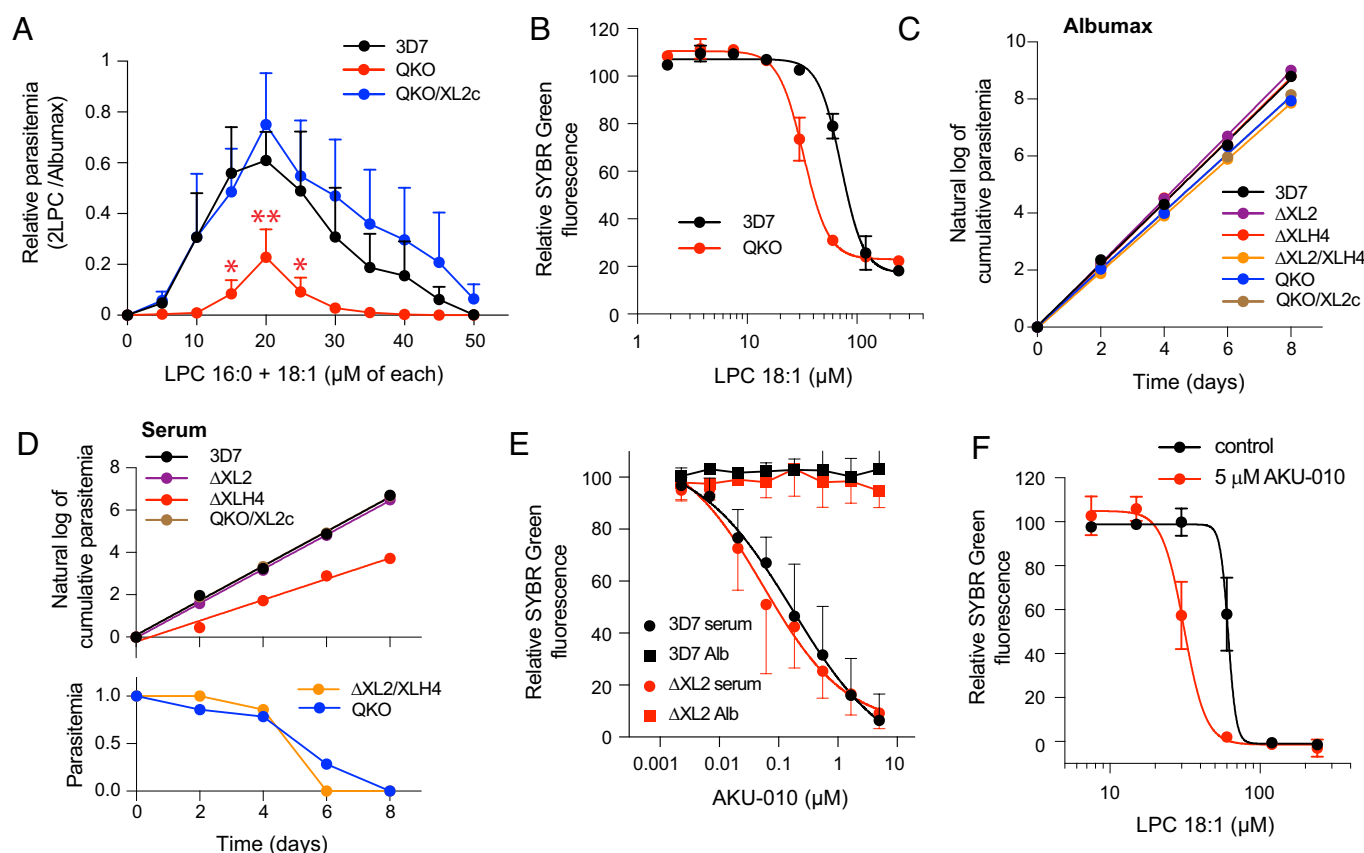 A
3D7
QKO
QKO/XL2c
Relative parasitemia
(2LPC /Albumax)
1
0.8
0.6
0.4
0.2
0
*
**
*
0 10 20 30 40 50
LPC 16:0 + 18:1 (µM of each)
B
Relative SYBR Green
fluorescence
120
100
80
60
40
20
0
3D7
QKO
1 10 100
LPC 18:1 (µM)
C
Albumax
Natural log of
cumulative parasitemia
10
8
6
4
2
0
3D7
ΔXL2
ΔXLH4
ΔXL2/XLH4
QKO
QKO/XL2c
0 2 4 6 8
Time (days)
D
Serum
3D7
ΔXL2
ΔXLH4
QKO/XL2c
Natural log of
cumulative parasitemia
8
6
4
2
0
ΔXL2/XLH4
QKO
Parasitemia
1.0
0.5
0.0
0 2 4 6 8
Time (days)
E
Relative SYBR Green
fluorescence
100
80
60
40
20
0
3D7 serum
3D7 Alb
ΔXL2 serum
ΔXL2 Alb
0.001 0.01 0.1 1 10
AKU-010 (µM)
F
control
5 µM AKU-010
Relative SYBR Green
fluorescence
120
100
80
60
40
20
0
10 100
LPC 18:1 (µM)